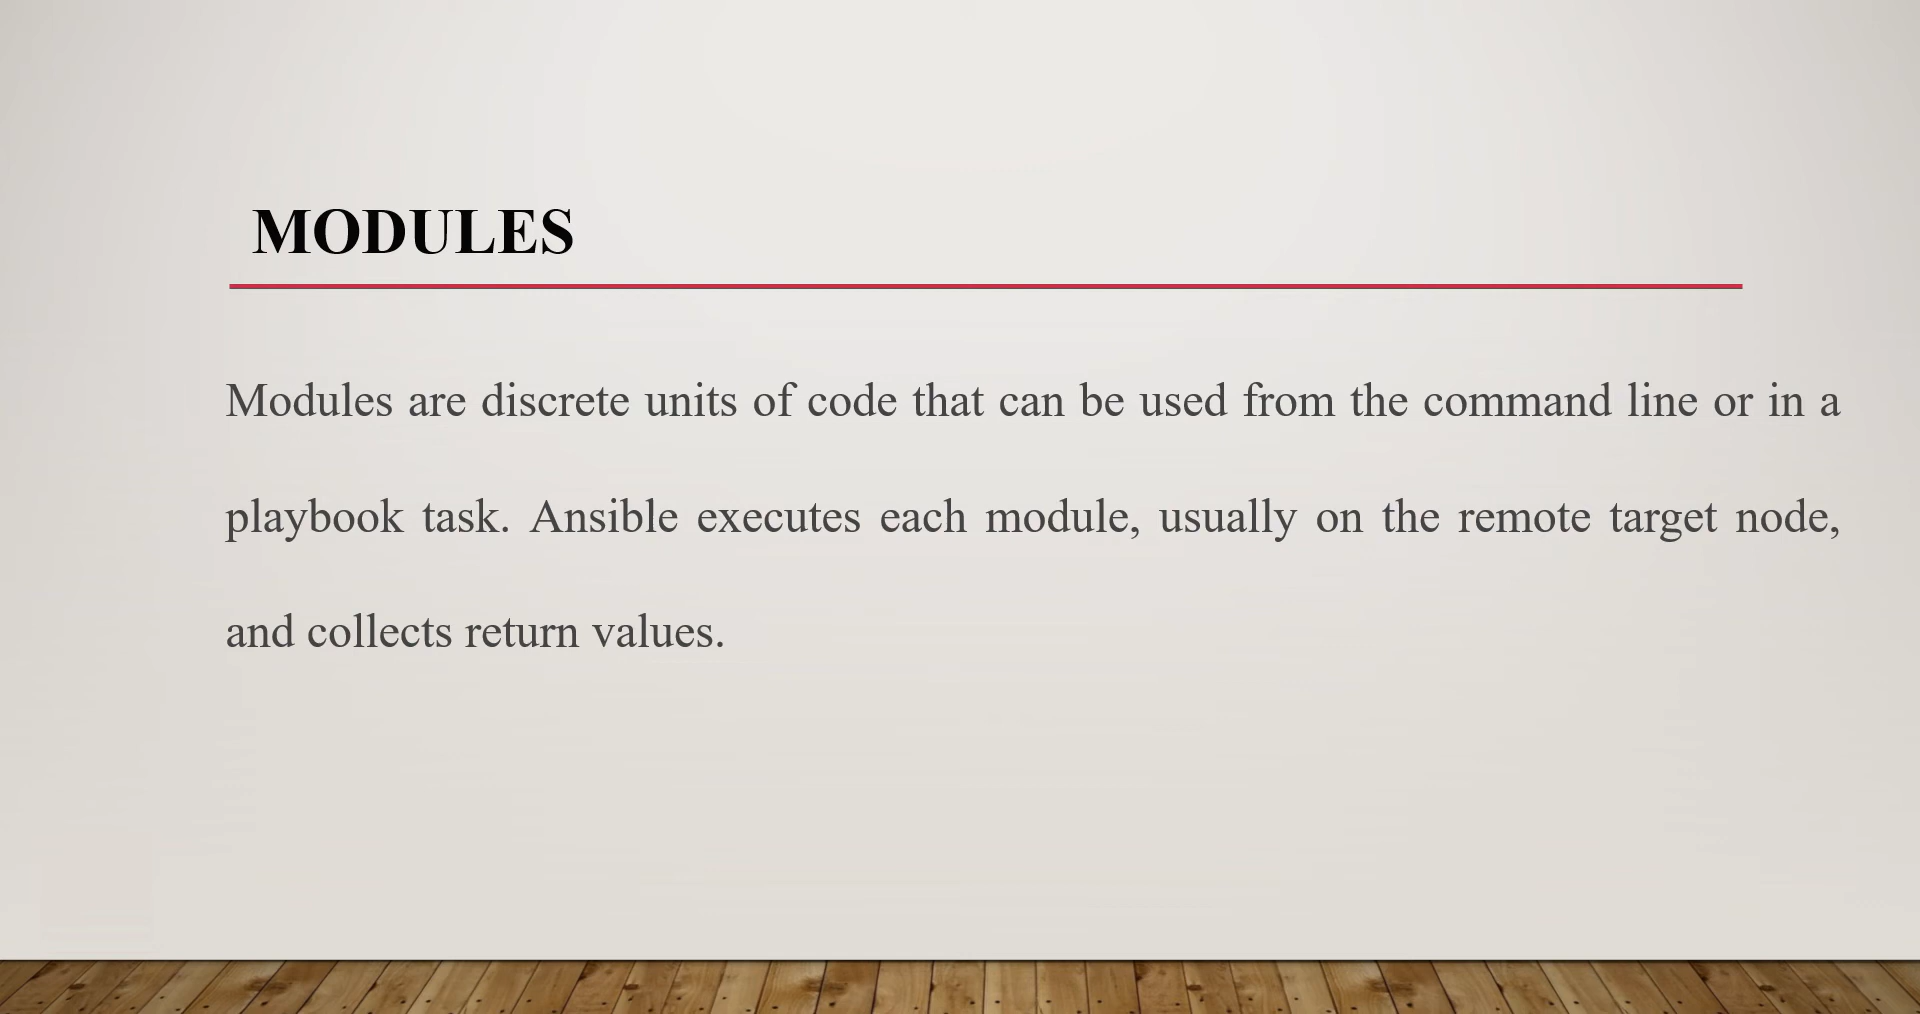 MODULES
Modules are discrete units of code that can be used from the command line or in a
playbook task. Ansible executes each module, usually on the remote target node,
and collects return values.